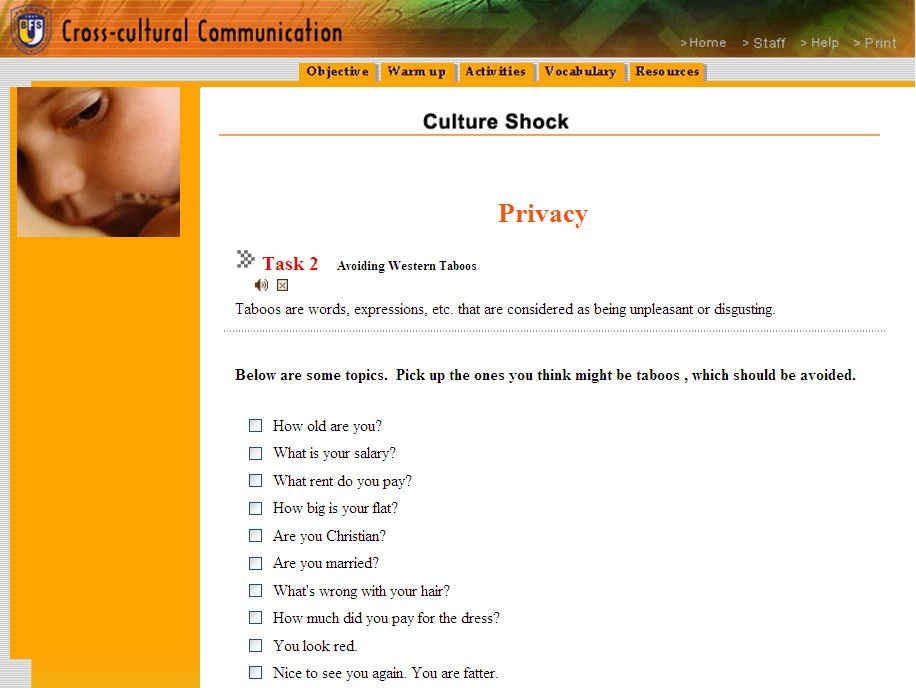 BFS
Cross-cultural Communication
>Home >Staff >Help >Print
Objective Warm up Activities Vocabulary Resources
Culture Shock
Privacy
Task 2 Avoiding Western Taboos
Taboos are words, expressions, etc. that are considered as being unpleasant or disgusting.
Below are some topics. Pick up the ones you think might be taboos , which should be avoided.
How old are you?
What is your salary?
What rent do you pay?
How big is your flat?
Are you Christian?
Are you married?
What's wrong with your hair?
How much did you pay for the dress?
You look red.
Nice to see you again. You are fatter.